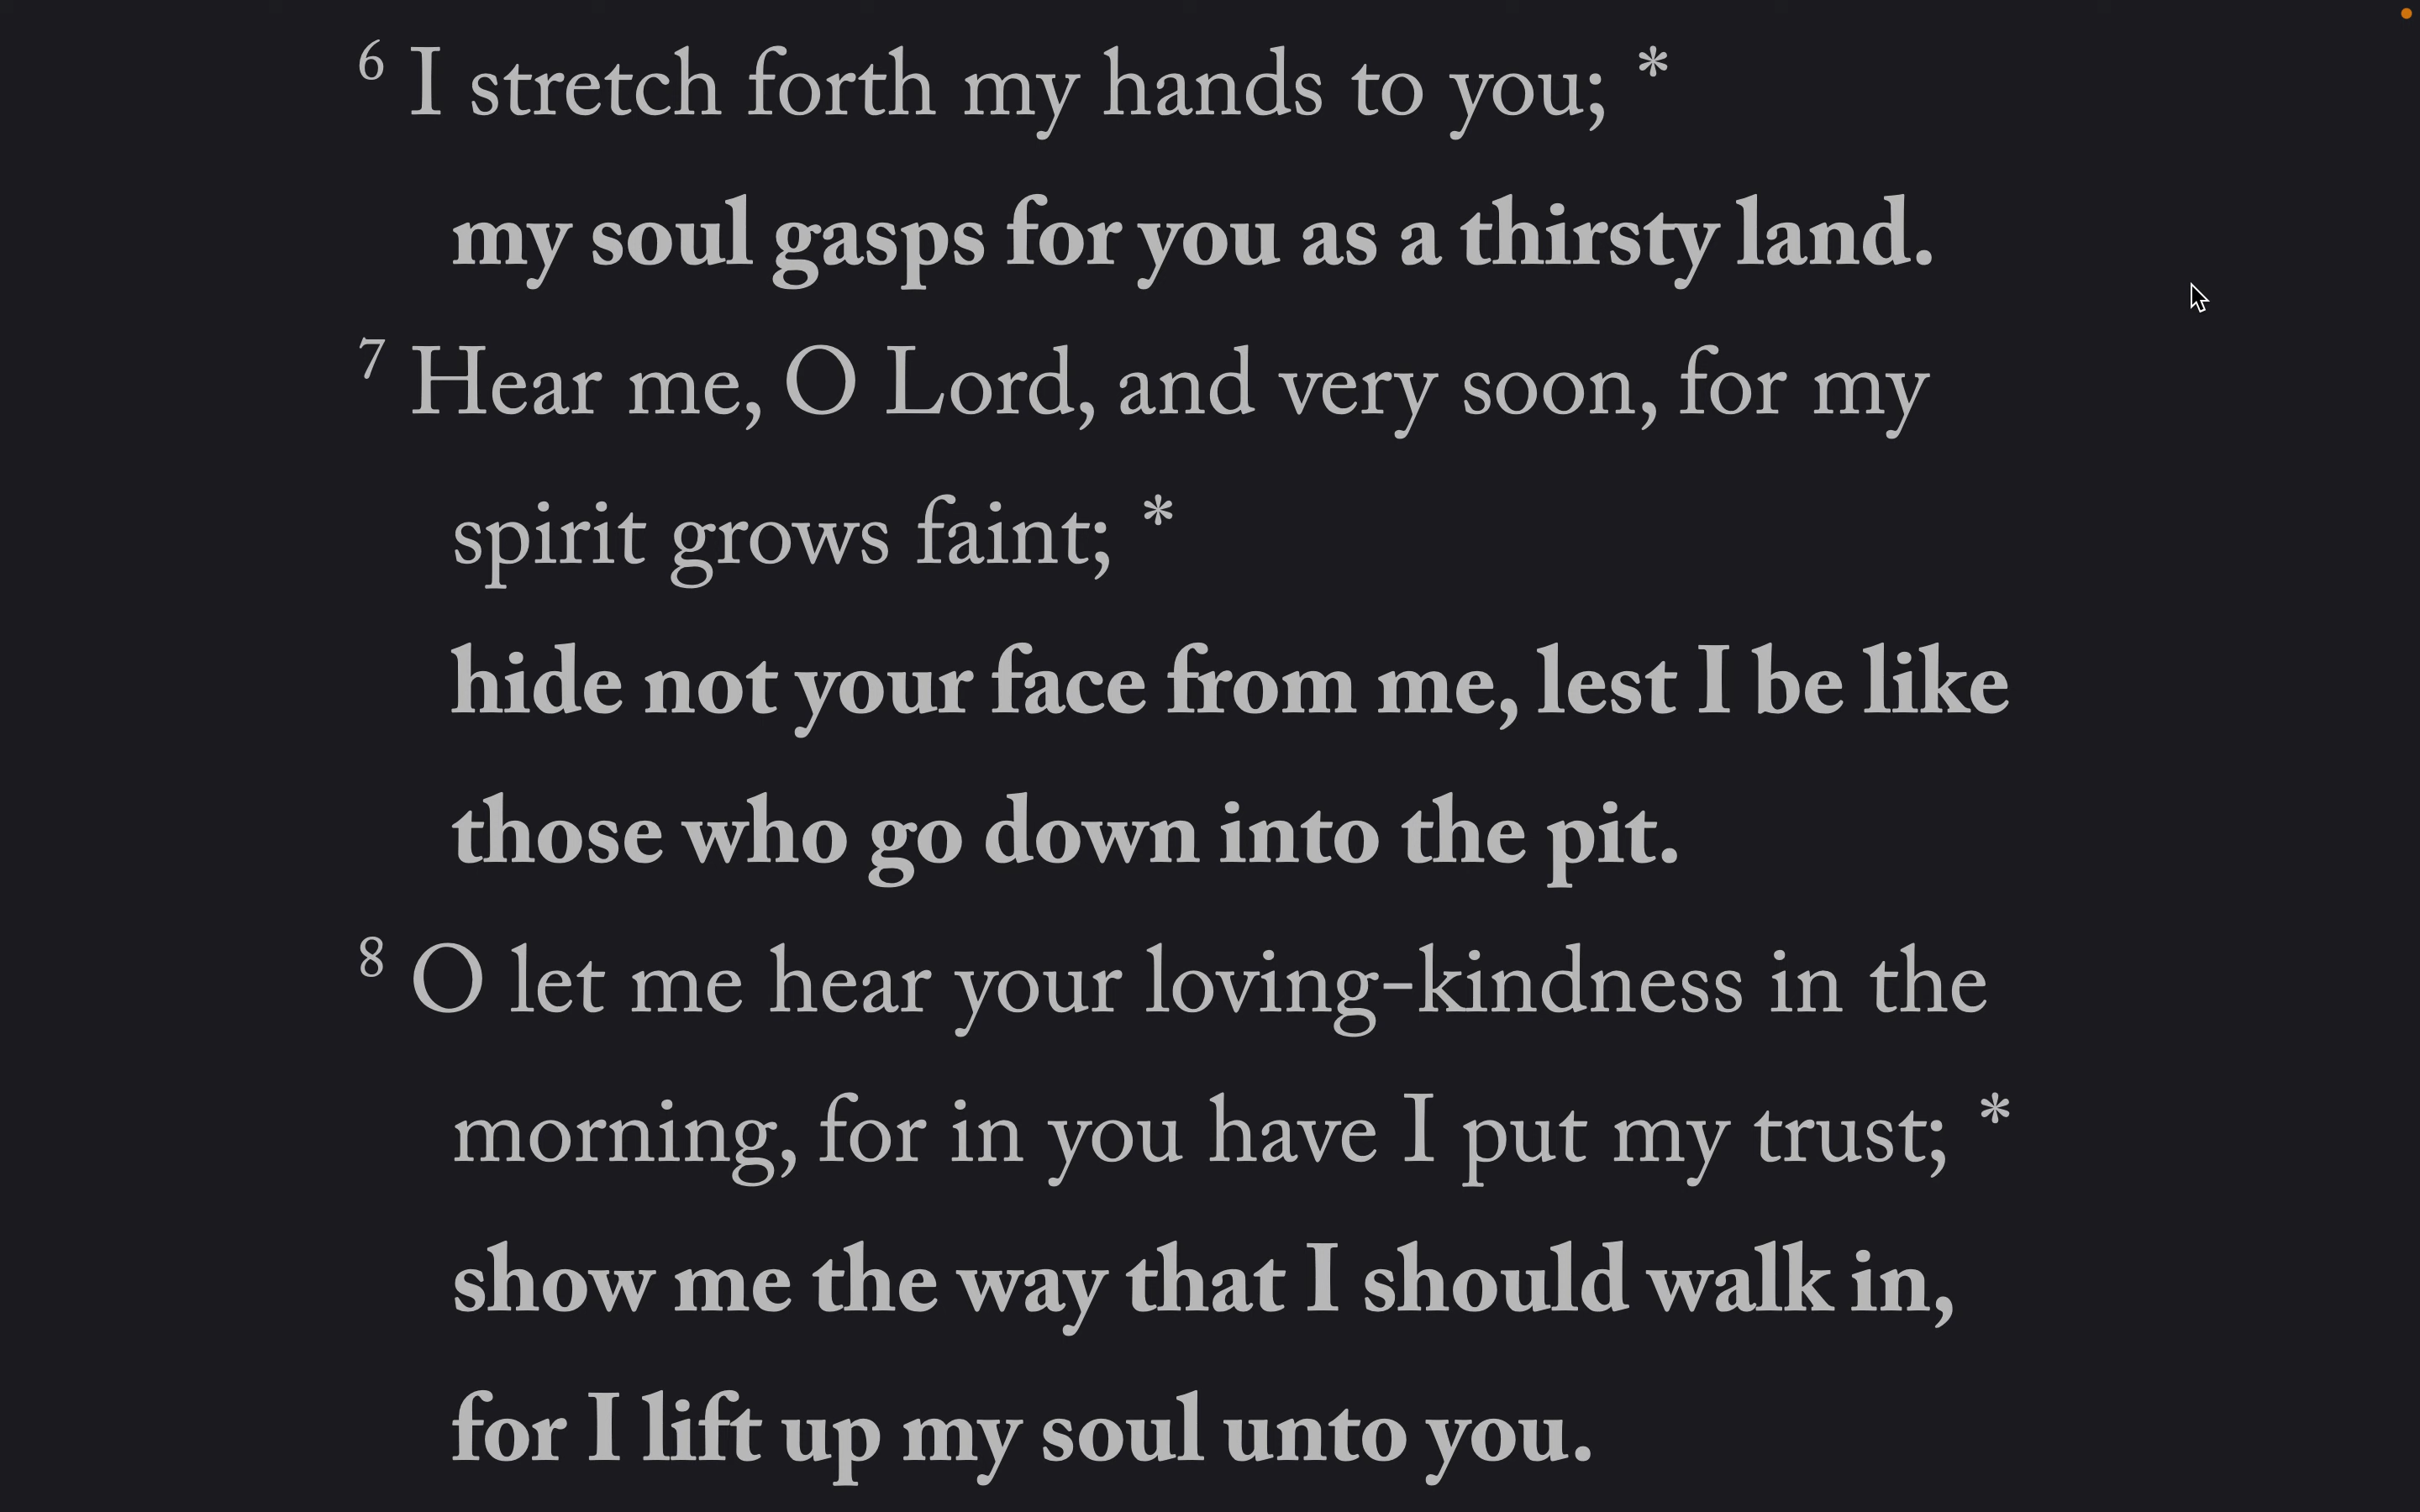 6 I stretch forth my hands to you; *
my soul gasps for you as a thirsty land.
7 Hear me, O Lord, and very soon, for my
spirit grows faint; *
hide not your face from me, lest I be like
those who go down into the pit.
8 O let me hear your loving-kindness in the
morning, for in you have I put my trust; *
show me the way that I should walk in,
for I lift up my soul unto you.